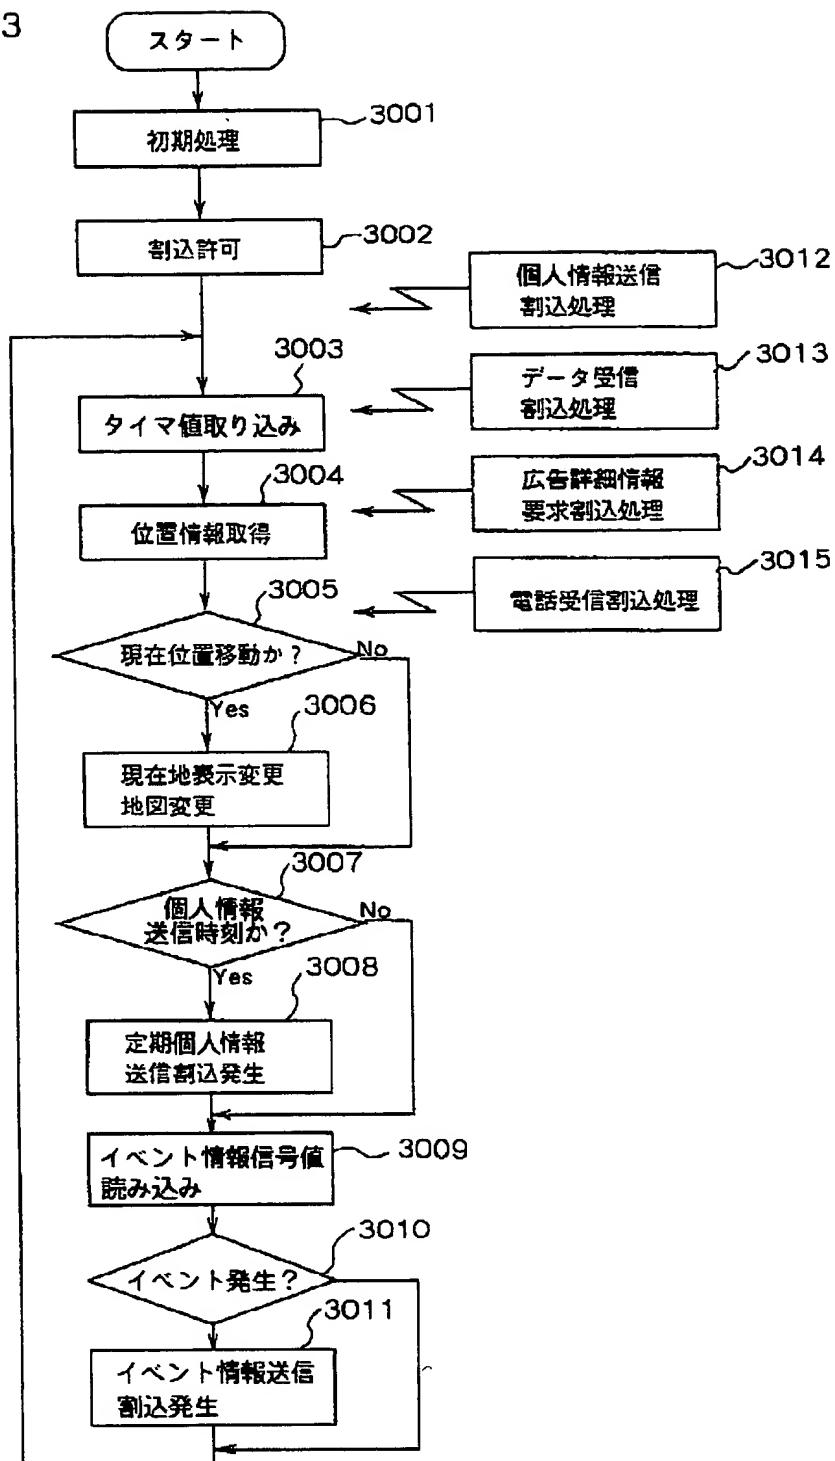 3
スタート
初期処理
3001
割込許可
3002
個人情報送信
割込処理
3012
3003
タイマ値取り込み
データ受信
割込処理
3013
3004
位置情報取得
広告詳細情報
要求割込処理
3014
3005
現在位置移動か？
No
Yes
電話受信割込処理
3015
3006
現在地表示変更
地図変更
3007
個人情報
送信時刻か？
No
Yes
3008
定期個人情報
送信割込発生
イベント情報信号値
読み込み
3009
3010
イベント発生？
3011
イベント情報送信
割込発生